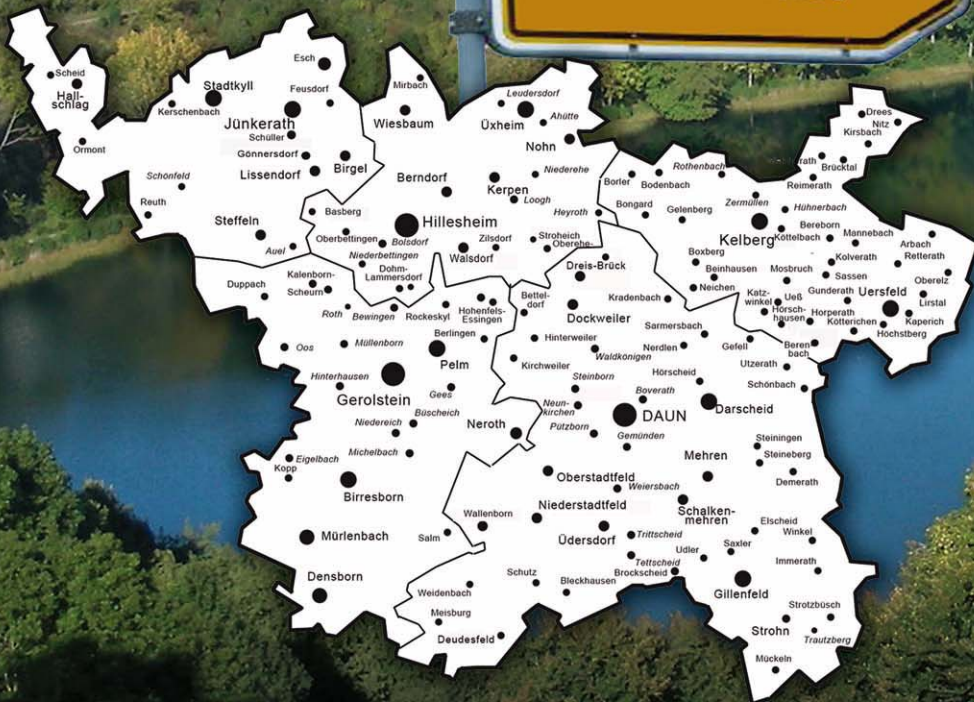 Scheid
Hall-
schlag
Ormont
Kerschenbach
Stadtkyll
Esch
Feusdorf
Jünkerath
Schüller
Gönnersdorf
Lissendorf
Birgel
Schönfeld
Reuth
Steffeln
Auel
Basberg
Mirbach
Wiesbaum
Leudersdorf
Üxheim
Ahütte
Nohn
Niederehe
Berndorf
Kerpen
Loogh
Heyroth
Hillesheim
Oberbettingen
Bolsdorf
Niederbettingen
Walsdorf
Zilsdorf
Stroheich
Oberehe-
Dohm-
Lammersdorf
Drees
Nitz
Kirsbach
Brücktal
Reimerath
Rothenbach
Borler
Bodenbach
Bongard
Gelenberg
Zermüllen
Hühnerbach
Kelberg
Köttelbach
Bereborn
Mannebach
Arbach
Retterath
Kolverath
Boxberg
Beinhausen
Neichen
Mosbruch
Sassen
Oberelz
Gunderath
Uersfeld
Lirstal
Katz-
winkel
Ueß
Hörsch-
hausen
Horperath
Kötterichen
Kaperich
Höchstberg
Beren
bach
Gefell
Utzerath
Schönbach
Duppach
Kalenborn-
Scheuern
Roth
Bewingen
Rockeskyll
Hohenfels-
Essingen
Berlingen
Oos
Müllenborn
Pelm
Hinterhausen
Gerolstein
Gees
Büscheich
Niedereich
Michelbach
Neroth
Eigelbach
Kopp
Birresborn
Mürlenbach
Densborn
Salm
Dreis-Brück
Bettel-
dorf
Dockweiler
Kradenbach
Sarmersbach
Nerdlen
Hinterweiler
Waldkönigen
Kirchweiler
Steinborn
Hörscheid
Boverath
Neun-
kirchen
DAUN
Darscheid
Pützborn
Gemünden
Steiningen
Steineberg
Demerath
Mehren
Oberstadtfeld
Weiersbach
Schalken-
mehren
Niederstadtfeld
Wallenborn
Üdersdorf
Trittscheid
Tettscheid
Brockscheid
Udler
Saxler
Elscheid
Winkel
Immerath
Gillenfeld
Schutz
Bleckhausen
Weidenbach
Meisburg
Deudesfeld
Strohn
Strotzbüsch
Trautzberg
Mückeln